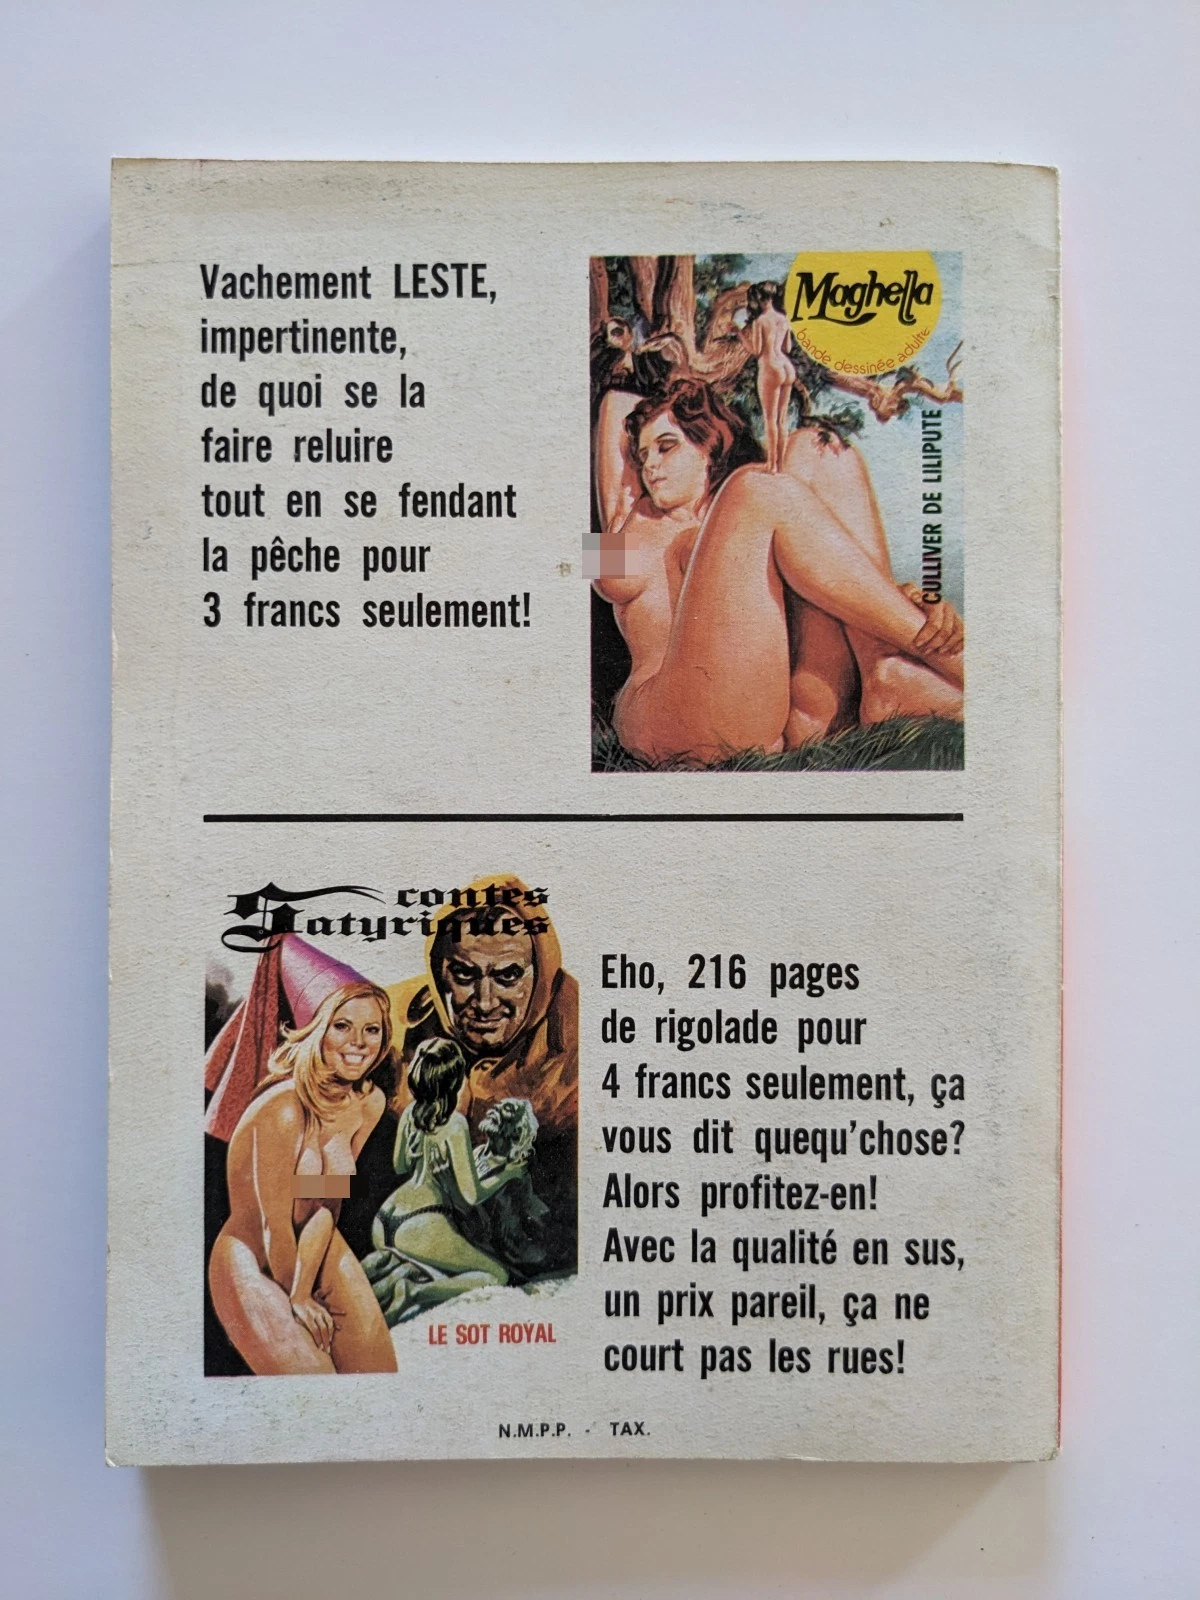 Vachement LESTE,
impertinente,
de quoi se la
faire reluire
tout en se fendant
la pêche pour
3 francs seulement!
Maghella
bande dessinée adulte
CULLIVER DE LILIPUTE
contes
Satyriques
LE SOT ROYAL
Eho, 216 pages
de rigolade pour
4 francs seulement, ça
vous dit quequ'chose?
Alors profitez-en!
Avec la qualité en sus,
un prix pareil, ça ne
court pas les rues!
N.M.P.P. - TAX.